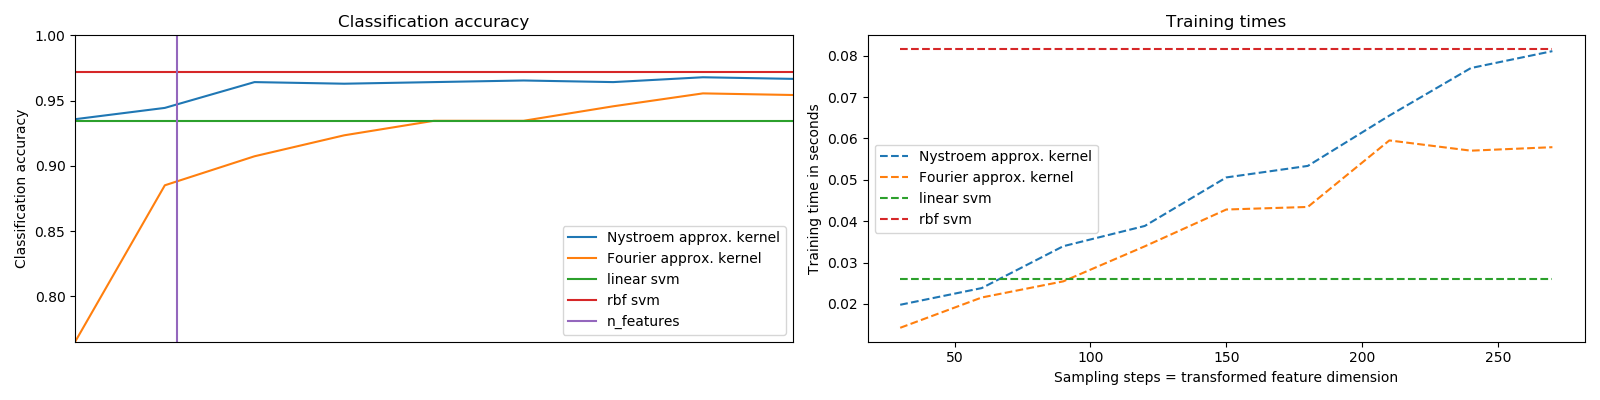 Classification accuracy
1.00
0.95
0.90
0.85
0.80
Classification accuracy
Nystroem approx. kernel
Fourier approx. kernel
linear svm
rbf svm
n_features
Training times
0.08
0.07
0.06
0.05
0.04
0.03
0.02
Training time in seconds
Nystroem approx. kernel
Fourier approx. kernel
linear svm
rbf svm
50 100 150 200 250
Sampling steps = transformed feature dimension